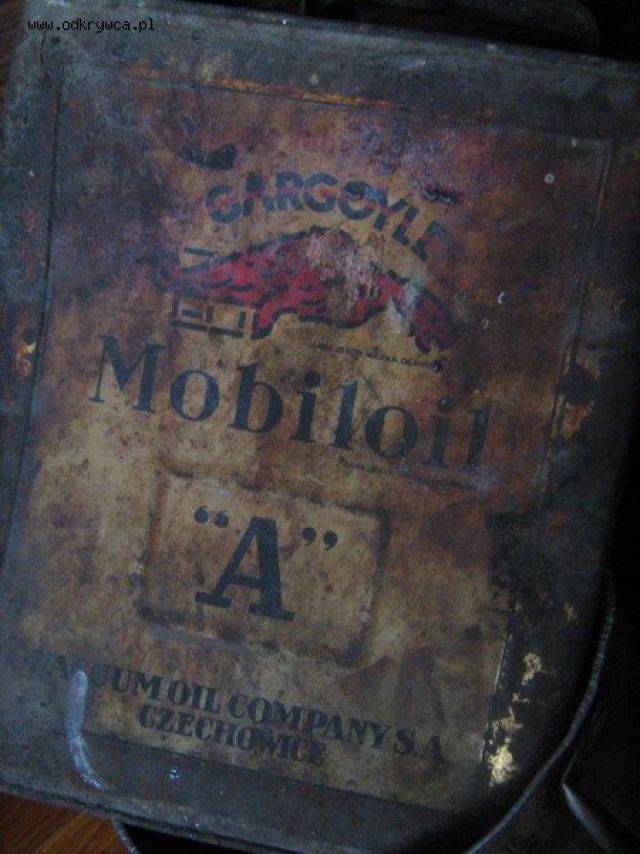 www.odkrywca.pl
GARGOYLE
Mobiloil
"A"
VACUUM OIL COMPANY S.A.
CZECHOWICE